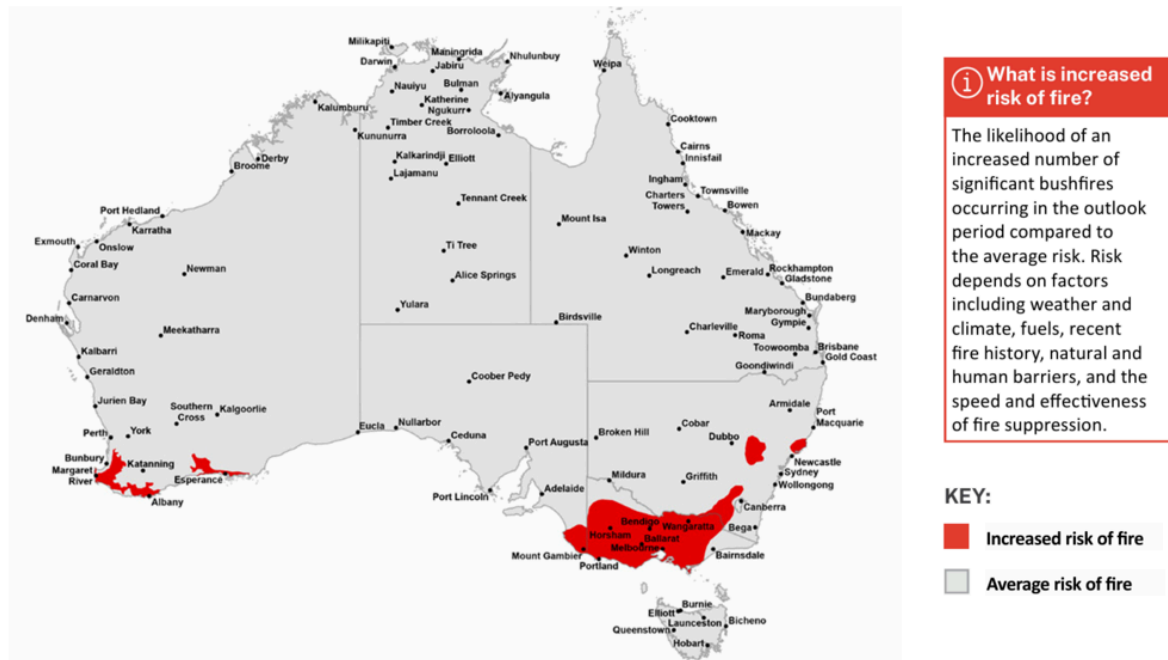 Milikapiti
Darwin
Maningrida
Jabiru
Nhulunbuy
Nauiyu
Bulman
Alyangula
Katherine
Ngukurr
Kalumburu
Timber Creek
Kununurra
Borroloola
Weipa
Cooktown
Cairns
Innisfail
Derby
Broome
Kalkarindji
Elliott
Lajamanu
Tennant Creek
Ingham
Charters
Towers
Townsville
Bowen
Mount Isa
Mackay
Port Hedland
Karratha
Exmouth
Onslow
Coral Bay
Newman
Ti Tree
Alice Springs
Winton
Longreach
Emerald
Rockhampton
Gladstone
Carnarvon
Denham
Yulara
Bundaberg
Maryborough
Gympie
Meekatharra
Birdsville
Charleville
Roma
Toowoomba
Brisbane
Gold Coast
Goondiwindi
Kalbarri
Geraldton
Coober Pedy
Jurien Bay
Southern
Cross
Kalgoorlie
Armidale
Port
Macquarie
Perth
York
Eucla
Nullarbor
Ceduna
Port Augusta
Broken Hill
Cobar
Dubbo
Bunbury
Margaret
River
Katanning
Esperance
Albany
Newcastle
Sydney
Wollongong
Port Lincoln
Adelaide
Mildura
Griffith
Canberra
Bega
Bendigo
Wangaratta
Horsham
Ballarat
Melbourne
Mount Gambier
Portland
Bairnsdale
Burnie
Elliott
Launceston
Bicheno
Queenstown
Hobart
i What is increased
risk of fire?
The likelihood of an
increased number of
significant bushfires
occurring in the outlook
period compared to
the average risk. Risk
depends on factors
including weather and
climate, fuels, recent
fire history, natural and
human barriers, and the
speed and effectiveness
of fire suppression.
KEY:
Increased risk of fire
Average risk of fire